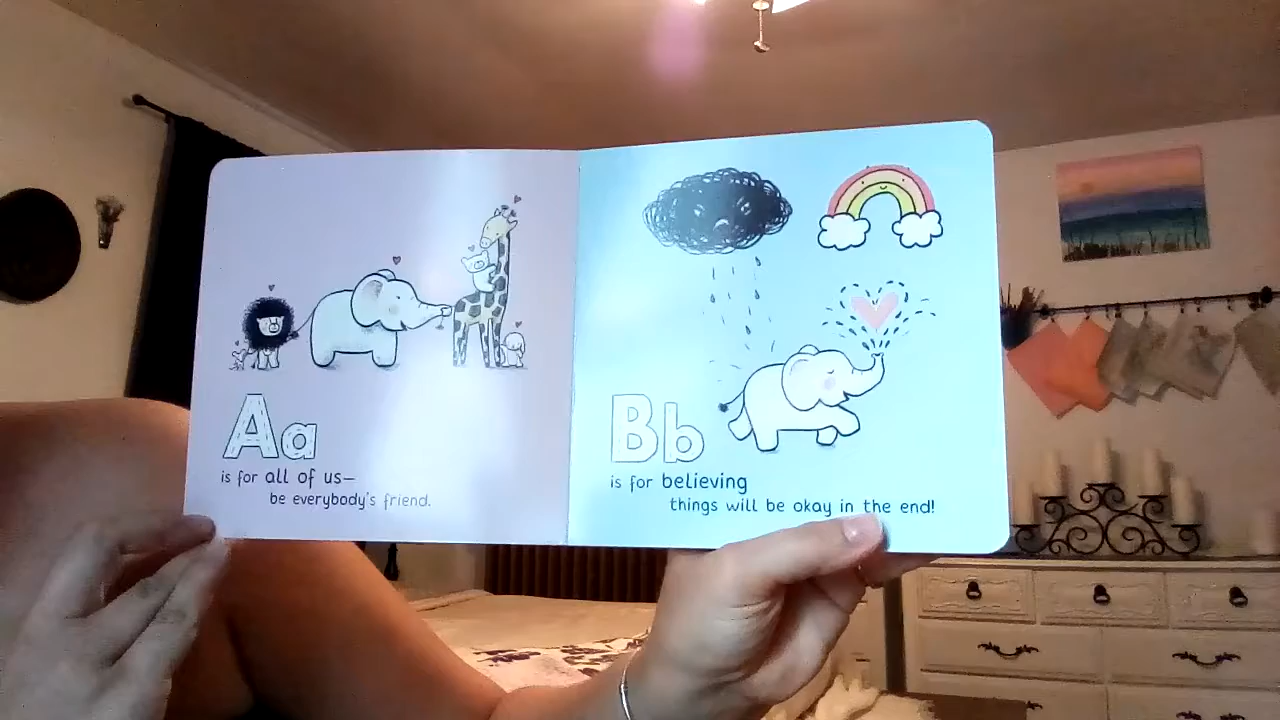 Aa
is for all of us—
be everybody's friend.
Bb
is for believing
things will be okay in the end!